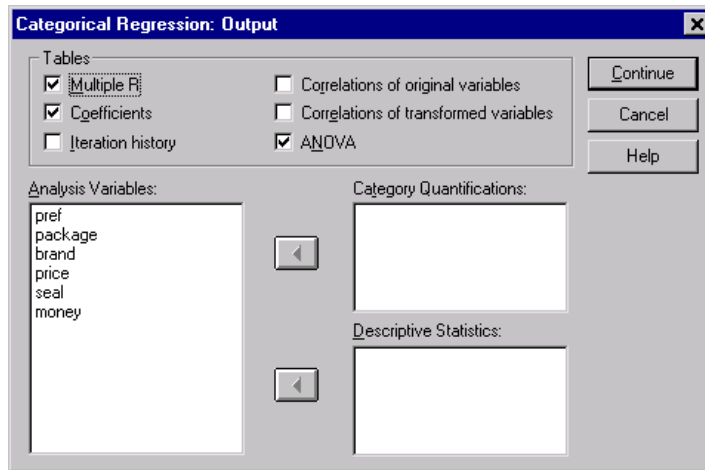 Categorical Regression: Output
Tables
Multiple R
Coefficients
Iteration history
Correlations of original variables
Correlations of transformed variables
ANOVA
Continue
Cancel
Help
Analysis Variables:
pref
package
brand
price
seal
money
Category Quantifications:
Descriptive Statistics: